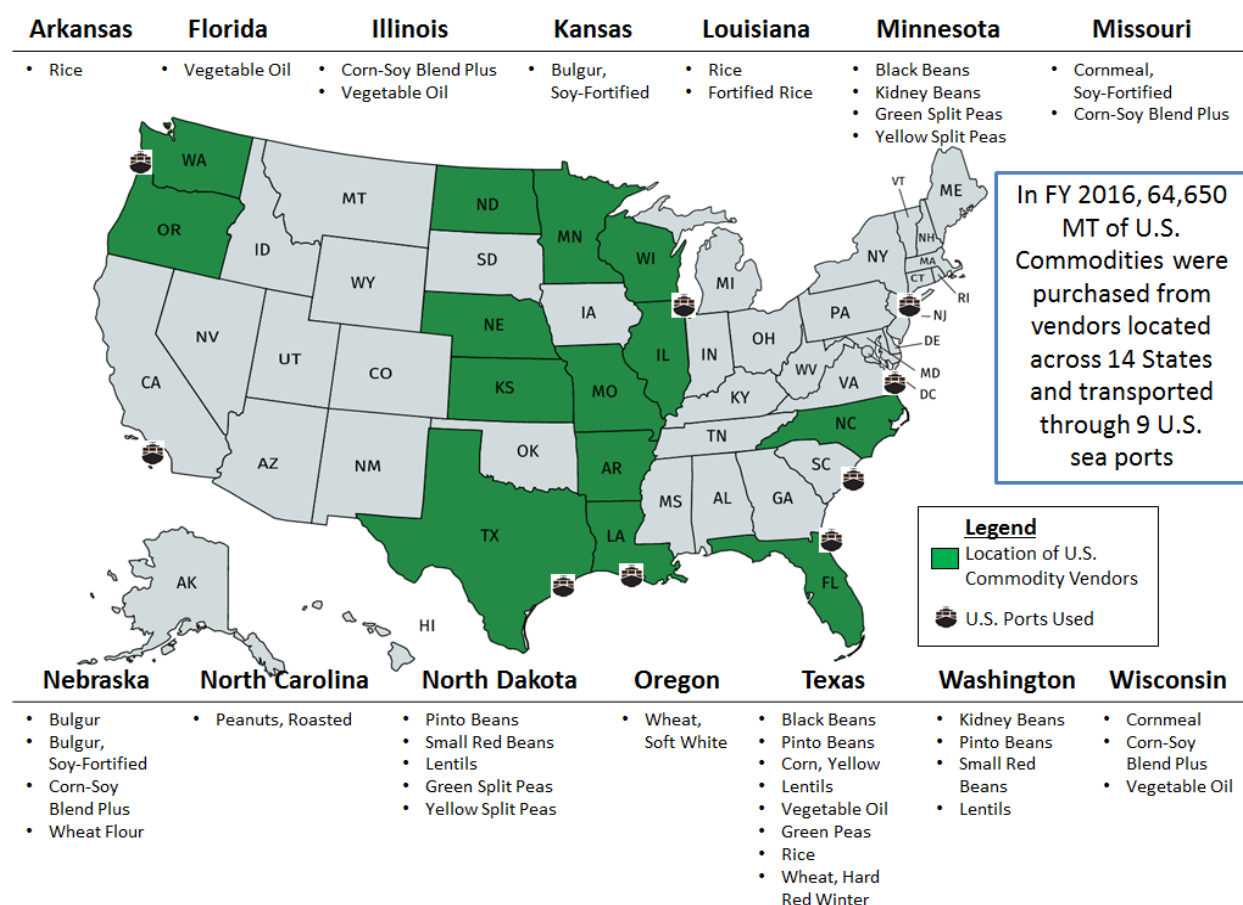 Arkansas
Florida
Illinois
Kansas
Louisiana
Minnesota
Missouri
• Rice
• Vegetable Oil
• Corn-Soy Blend Plus
• Vegetable Oil
• Bulgur,
Soy-Fortified
• Rice
• Fortified Rice
• Black Beans
• Kidney Beans
• Green Split Peas
• Yellow Split Peas
• Cornmeal,
Soy-Fortified
• Corn-Soy Blend Plus
WA
OR
CA
NV
ID
MT
WY
UT
CO
AZ
NM
ND
SD
NE
KS
OK
TX
MN
IA
MO
AR
LA
WI
IL
MI
IN
OH
KY
TN
MS
AL
GA
FL
SC
NC
VA
WV
PA
NY
VT
NH
ME
MA
CT
RI
NJ
DE
MD
DC
AK
HI
In FY 2016, 64,650
MT of U.S.
Commodities were
purchased from
vendors located
across 14 States
and transported
through 9 U.S.
sea ports
Legend
Location of U.S.
Commodity Vendors
U.S. Ports Used
Nebraska
North Carolina
North Dakota
Oregon
Texas
Washington
Wisconsin
• Bulgur
• Bulgur,
Soy-Fortified
• Corn-Soy
Blend Plus
• Wheat Flour
• Peanuts, Roasted
• Pinto Beans
• Small Red Beans
• Lentils
• Green Split Peas
• Yellow Split Peas
• Wheat,
Soft White
• Black Beans
• Pinto Beans
• Corn, Yellow
• Lentils
• Vegetable Oil
• Green Peas
• Rice
• Wheat, Hard
Red Winter
• Kidney Beans
• Pinto Beans
• Small Red
Beans
• Lentils
• Cornmeal
• Corn-Soy
Blend Plus
• Vegetable Oil